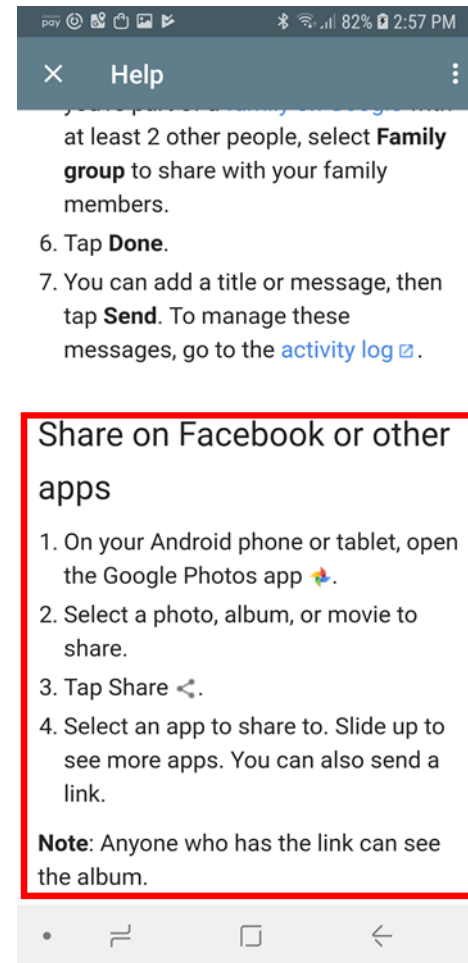 pay 82% 2:57 PM
Help
at least 2 other people, select Family
group to share with your family
members.
6. Tap Done.
7. You can add a title or message, then
tap Send. To manage these
messages, go to the activity log.
Share on Facebook or other
apps
1. On your Android phone or tablet, open
the Google Photos app.
2. Select a photo, album, or movie to
share.
3. Tap Share.
4. Select an app to share to. Slide up to
see more apps. You can also send a
link.
Note: Anyone who has the link can see
the album.